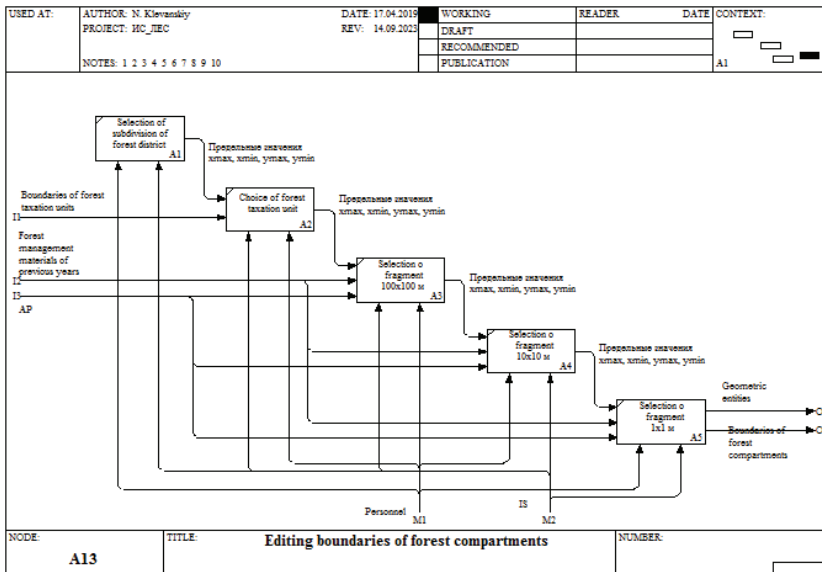 USED AT:
AUTHOR: N. Klevanskiy
DATE: 17.04.2019
PROJECT: ИС_ЛЕС
REV: 14.09.2023
NOTES: 1 2 3 4 5 6 7 8 9 10
WORKING
DRAFT
RECOMMENDED
PUBLICATION
READER
DATE
CONTEXT:
A1
Selection of
subdivision of
forest district
A1
Предельные значения
xmax, xmin, ymax, ymin
Boundaries of forest
taxation units
I1
Choice of forest
taxation unit
A2
Предельные значения
xmax, xmin, ymax, ymin
Forest
management
materials of
previous years
I2
I3
AP
Selection o
fragment
100x100 м
A3
Предельные значения
xmax, xmin, ymax, ymin
Selection o
fragment
10x10 м
A4
Предельные значения
xmax, xmin, ymax, ymin
Selection o
fragment
1x1 м
A5
Geometric
entities
Boundaries of
forest
compartments
Personnel
M1
IS
M2
NODE:
A13
TITLE:
Editing boundaries of forest compartments
NUMBER: